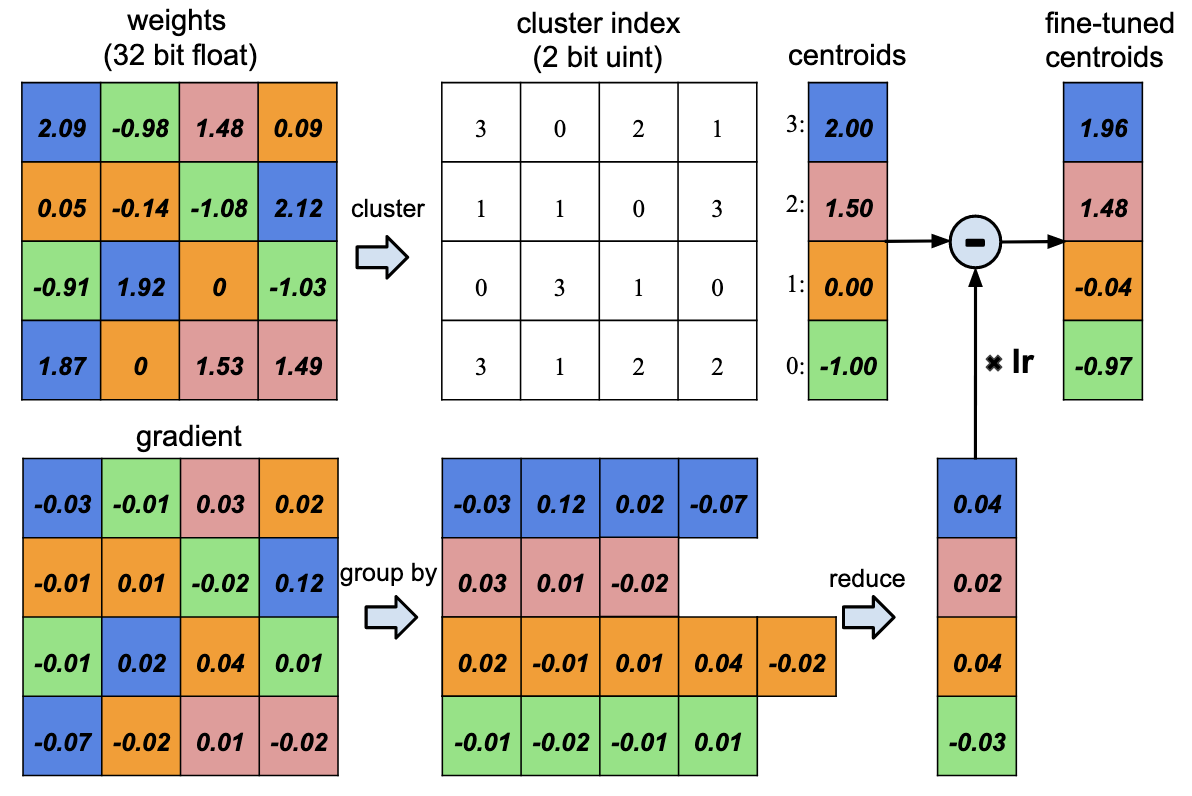 weights
(32 bit float)
cluster index
(2 bit uint)
centroids
fine-tuned
centroids
2.09 -0.98 1.48 0.09
3 0 2 1
3: 2.00
1.96
0.05 -0.14 -1.08 2.12
cluster
1 1 0 3
2: 1.50
1.48
-0.91 1.92 0 -1.03
0 3 1 0
1: 0.00
-0.04
1.87 0 1.53 1.49
3 1 2 2
0: -1.00
-0.97
× lr
gradient
-0.03 -0.01 0.03 0.02
-0.03 0.12 0.02 -0.07
0.04
-0.01 0.01 -0.02 0.12
group by
0.03 0.01 -0.02
reduce
0.02
-0.01 0.02 0.04 0.01
0.02 -0.01 0.01 0.04 -0.02
0.04
-0.07 -0.02 0.01 -0.02
-0.01 -0.02 -0.01 0.01
-0.03